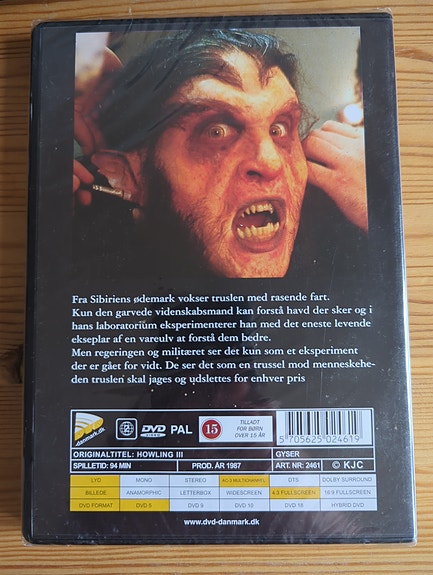 Fra Sibiriens ødemark vokser truslen med rasende fart.
Kun den garvede videnskabsmand kan forstå havd der sker og i
hans laboratorium eksperimenterer han med det eneste levende
ekseplar af en vareulv at forstå dem bedre.
Men regeringen og militæret ser det kun som et eksperiment
der er gået for vidt. De ser det som en trussel mod menneskehe-
den truslen skal jages og udslettes for enhver pris
-danmark.dk
2
DVD
VIDEO
PAL
15
TILLADT
FOR BØRN
OVER 15 ÅR
5 705625 024619
ORIGINALTITEL: HOWLING III
GYSER
SPILLETID: 94 MIN
PROD. ÅR 1987
ART. NR: 2461
© KJC
LYD MONO STEREO DTS DOLBY SURROUND
BILLEDE ANAMORPHIC LETTERBOX WIDESCREEN 4:3 FULLSCREEN 16:9 FULLSCREEN
DVD FORMAT DVD 5 DVD 9 DVD 10 DVD 18 HYBRID DVD
www.dvd-danmark.dk